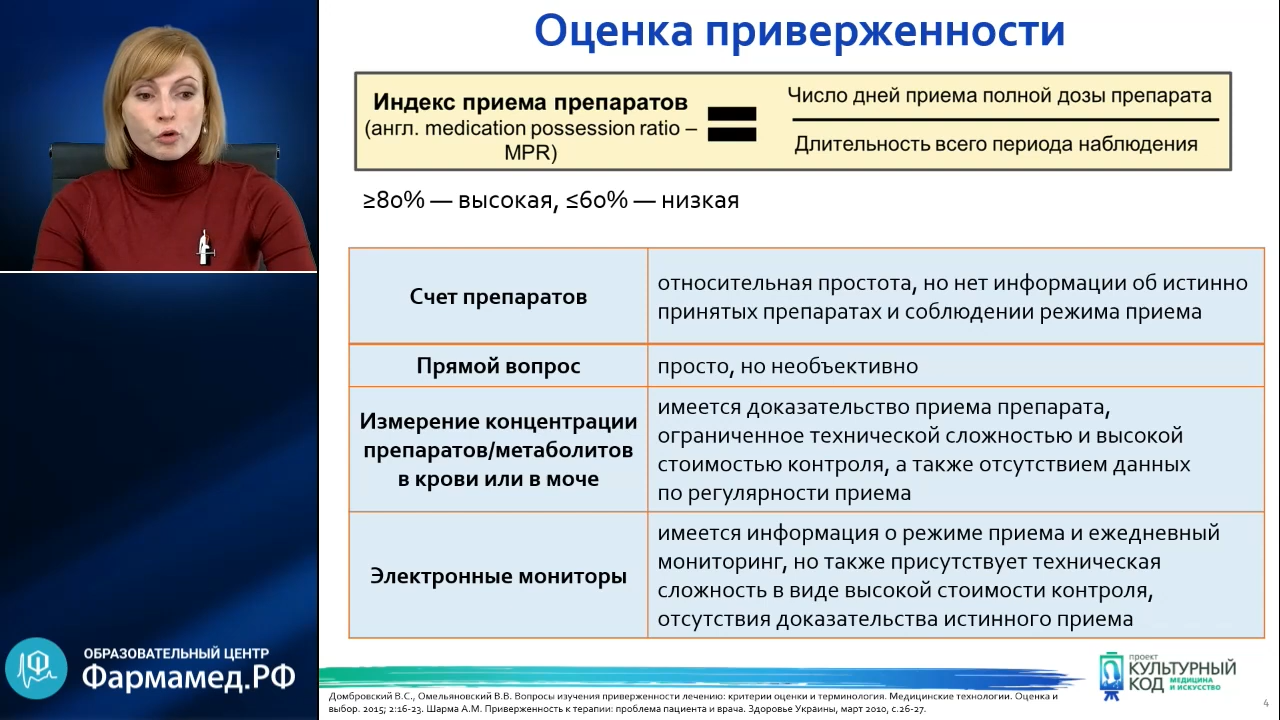 Оценка приверженности
Индекс приема препаратов
(англ. medication possession ratio –
MPR)
Число дней приема полной дозы препарата
Длительность всего периода наблюдения
≥80% — высокая, ≤60% — низкая
Счет препаратов
относительная простота, но нет информации об истинно
принятых препаратах и соблюдении режима приема
Прямой вопрос
просто, но необъективно
Измерение концентрации
препаратов/метаболитов
в крови или в моче
имеется доказательство приема препарата,
ограниченное технической сложностью и высокой
стоимостью контроля, а также отсутствием данных
по регулярности приема
Электронные мониторы
имеется информация о режиме приема и ежедневный
мониторинг, но также присутствует техническая
сложность в виде высокой стоимости контроля,
отсутствия доказательства истинного приема
ОБРАЗОВАТЕЛЬНЫЙ ЦЕНТР
Фармамед.РФ
проект
КУЛЬТУРНЫЙ
КОД
МЕДИЦИНА
И ИСКУССТВО
Домбровский В.С., Омельяновский В.В. Вопросы изучения приверженности лечению: критерии оценки и терминология. Медицинские технологии. Оценка и
выбор. 2015; 2:16-23. Шарма А.М. Приверженность к терапии: проблема пациента и врача. Здоровье Украины, март 2010, с.26-27.
4